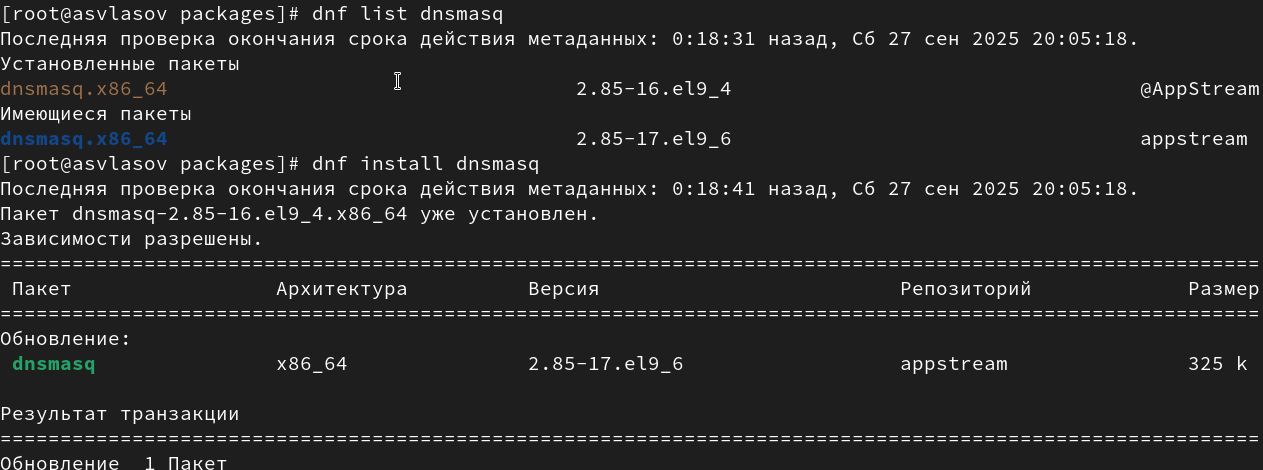 [root@asvlasov packages]# dnf list dnsmasq
Последняя проверка окончания срока действия метаданных: 0:18:31 назад, Сб 27 сен 2025 20:05:18.
Установленные пакеты
dnsmasq.x86_64 2.85-16.el9_4 @AppStream
Имеющиеся пакеты
dnsmasq.x86_64 2.85-17.el9_6 appstream
[root@asvlasov packages]# dnf install dnsmasq
Последняя проверка окончания срока действия метаданных: 0:18:41 назад, Сб 27 сен 2025 20:05:18.
Пакет dnsmasq-2.85-16.el9_4.x86_64 уже установлен.
Зависимости разрешены.
=========================================================================================================
Пакет Архитектура Версия Репозиторий Размер
=========================================================================================================
Обновление:
dnsmasq x86_64 2.85-17.el9_6 appstream 325 k
Результат транзакции
=========================================================================================================
Обновление 1 Пакет